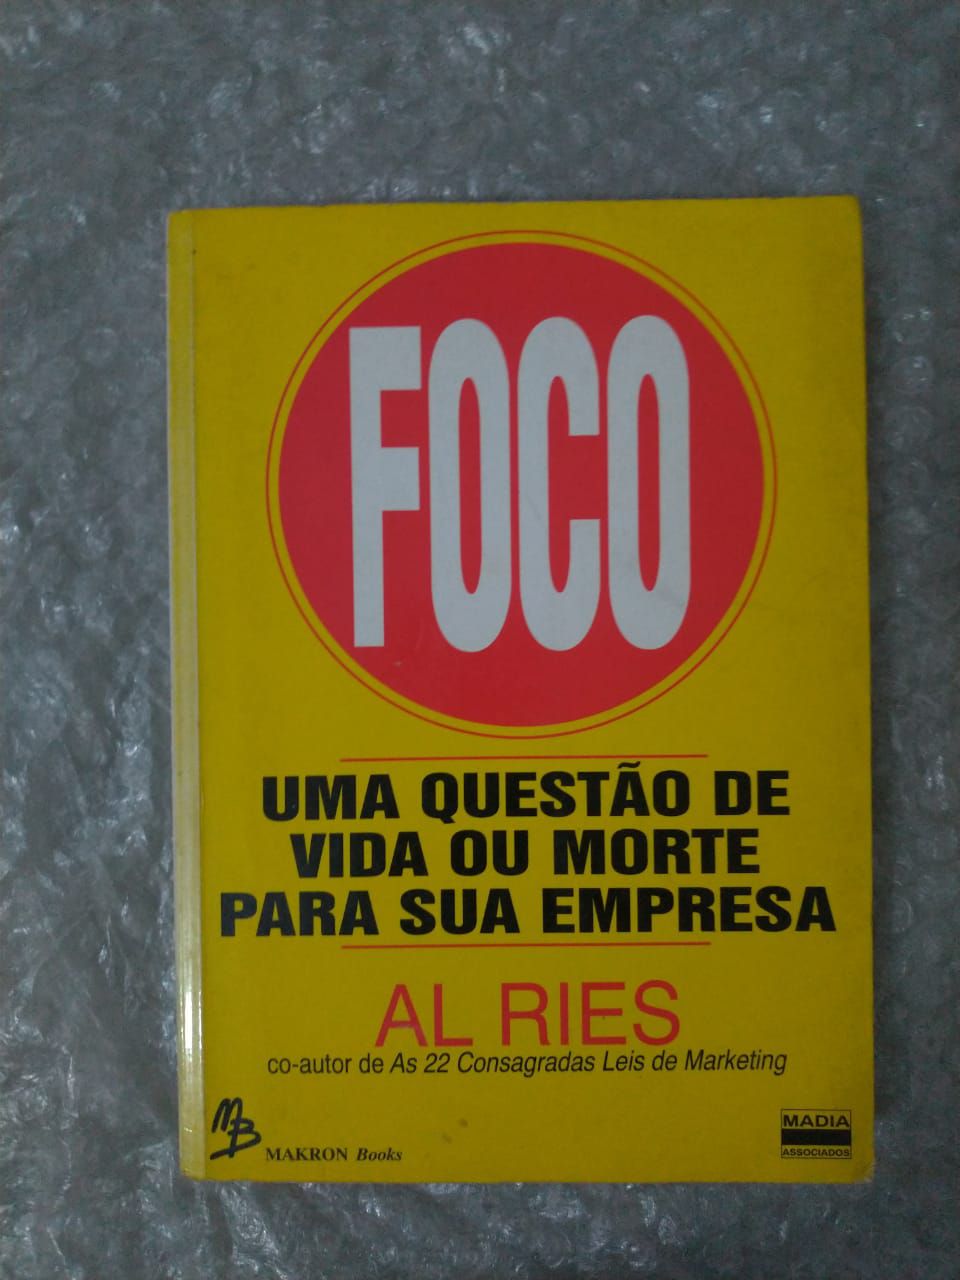 FOCO
UMA QUESTÃO DE
VIDA OU MORTE
PARA SUA EMPRESA
AL RIES
co-autor de As 22 Consagradas Leis de Marketing
MB
MAKRON Books
MADIA
ASSOCIADOS